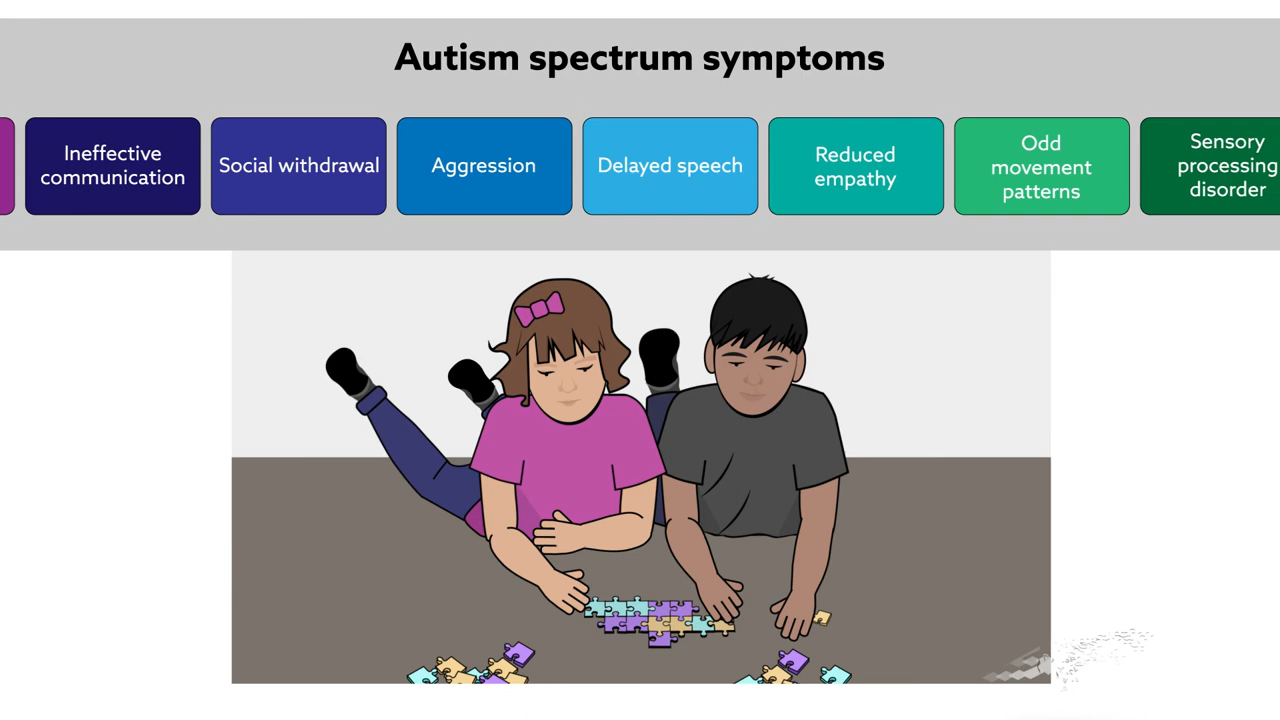 Autism spectrum symptoms
Ineffective
communication
Social withdrawal
Aggression
Delayed speech
Reduced
empathy
Odd
movement
patterns
Sensory
processing
disorder